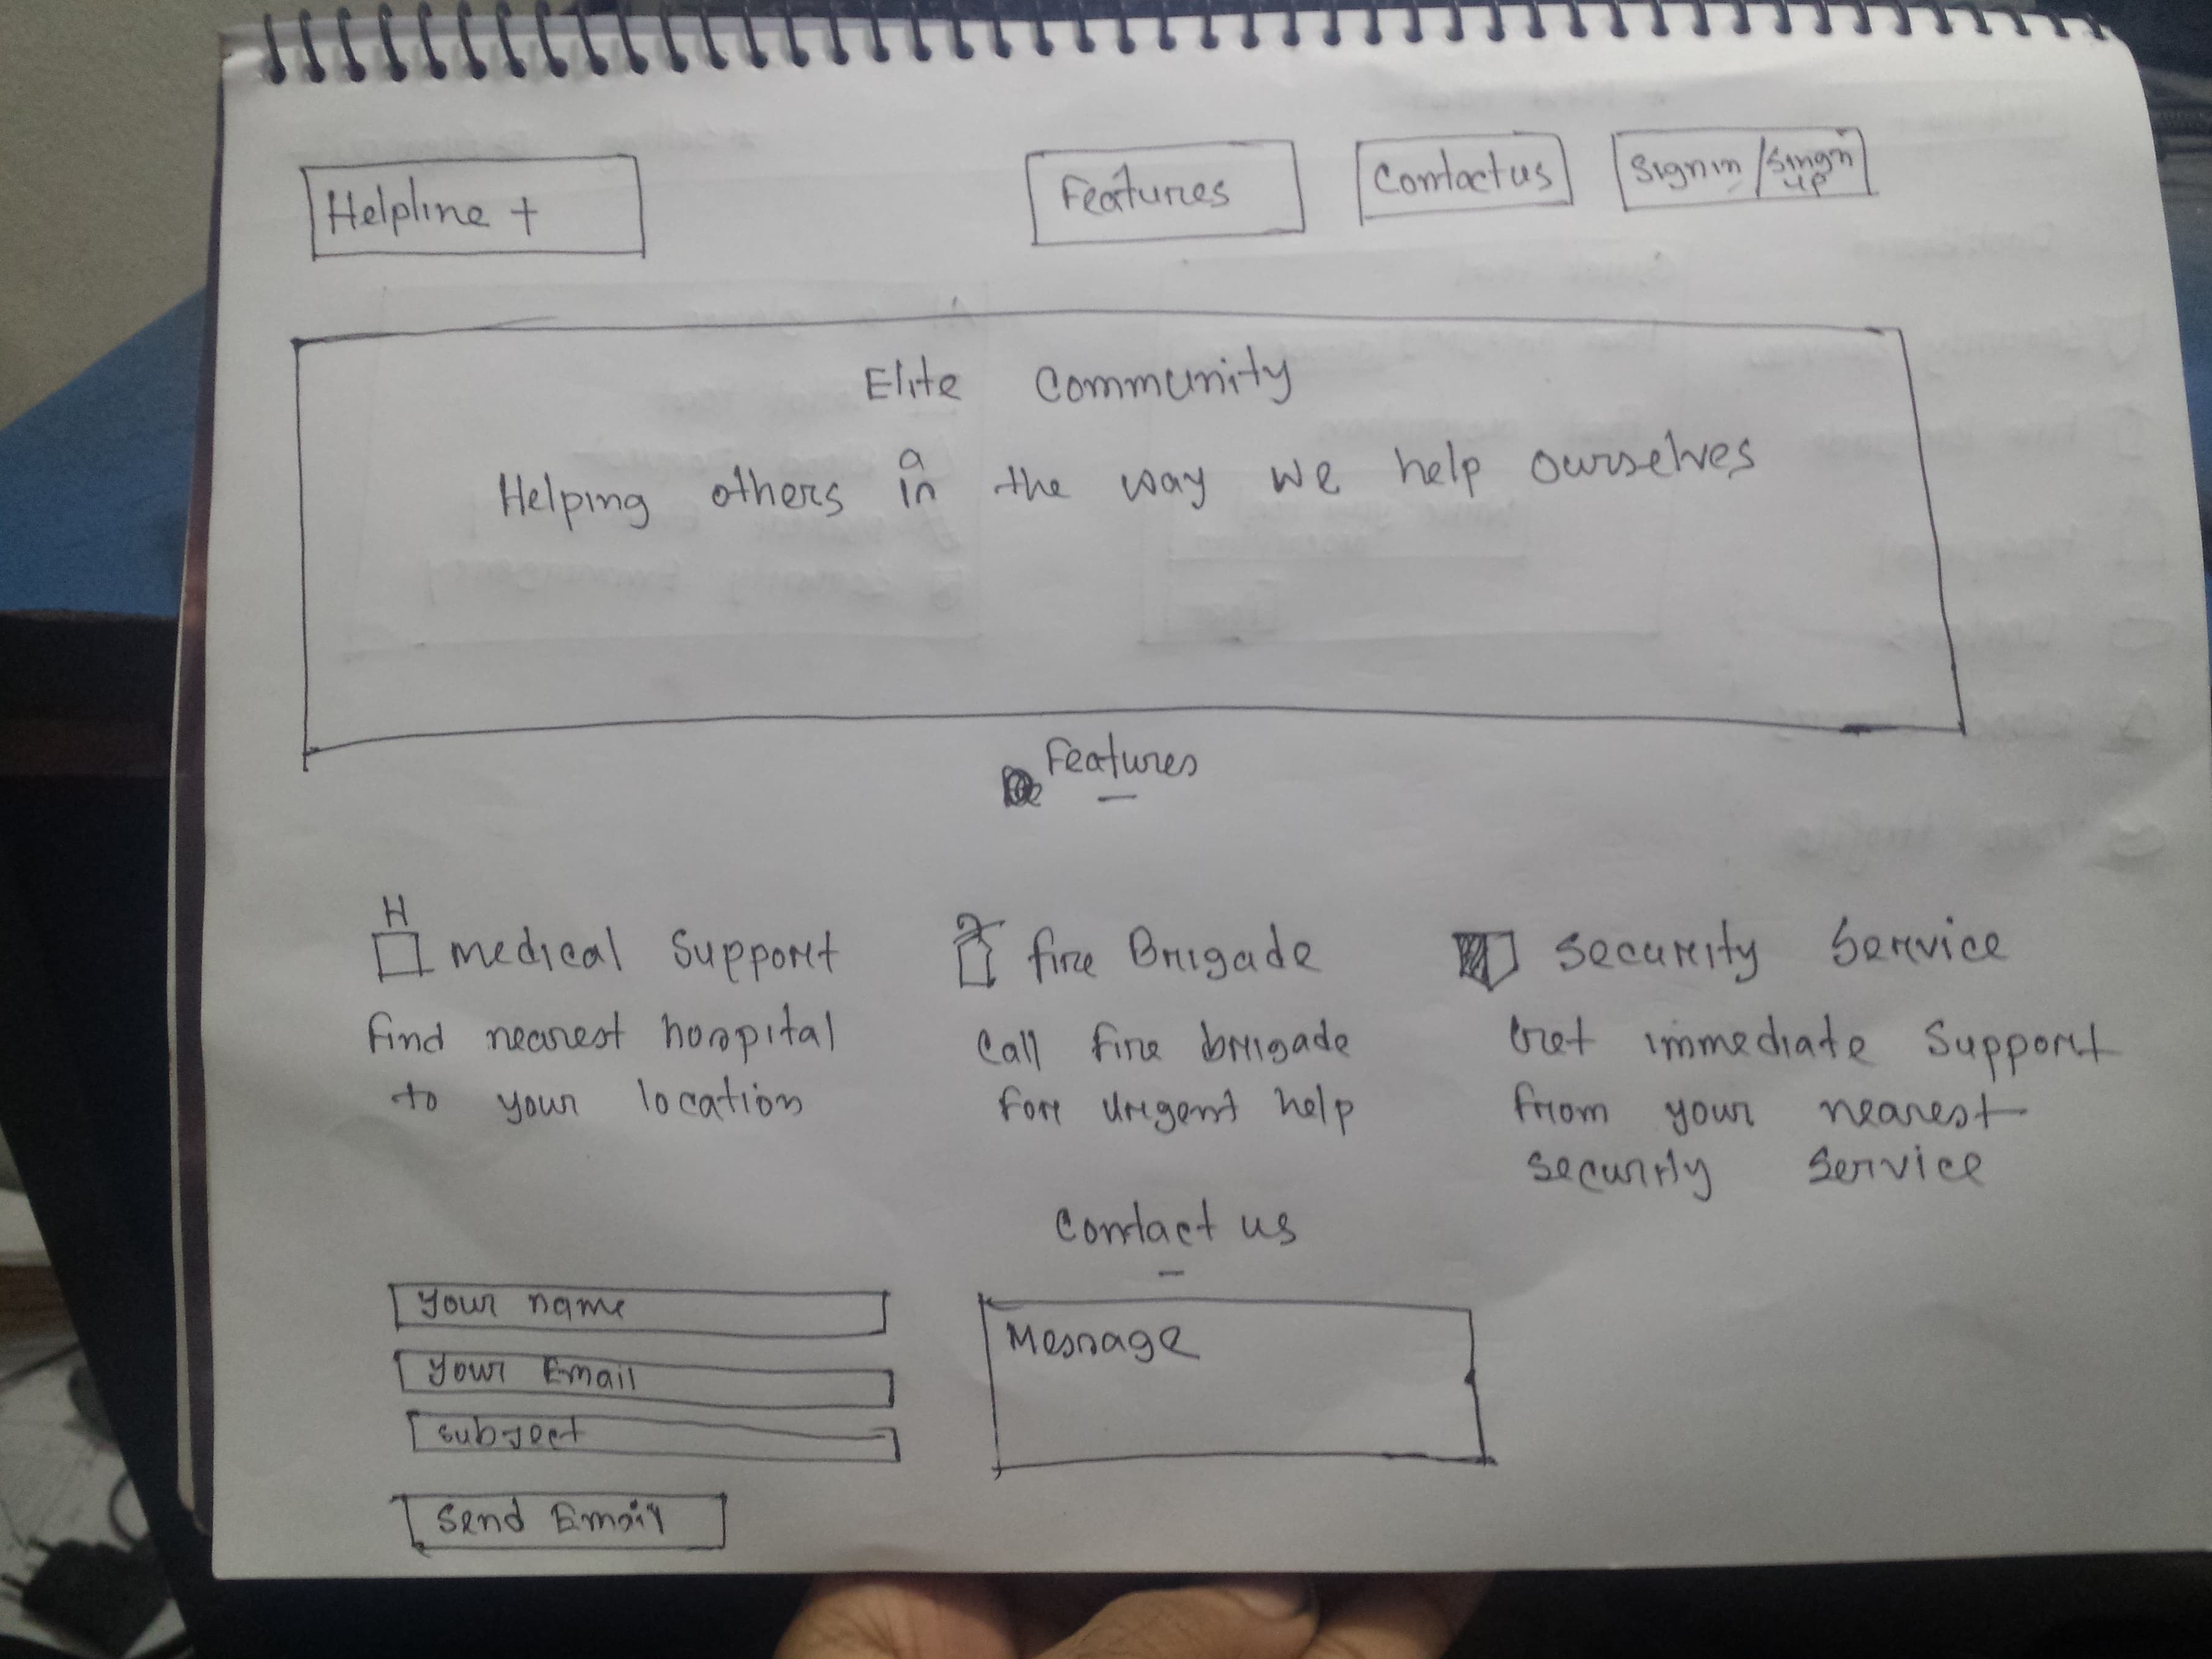 Helpline +
Features
Contact us
Signin / Singn up
Elite Community
a
Helping others in the way we help ourselves
Features
H
medical Support
find nearest hospital
to your location
fire Brigade
Call fire brigade
for urgent help
Security Service
Get immediate Support
from your nearest
security service
Contact us
your name
your Email
subject
Send Email
Message